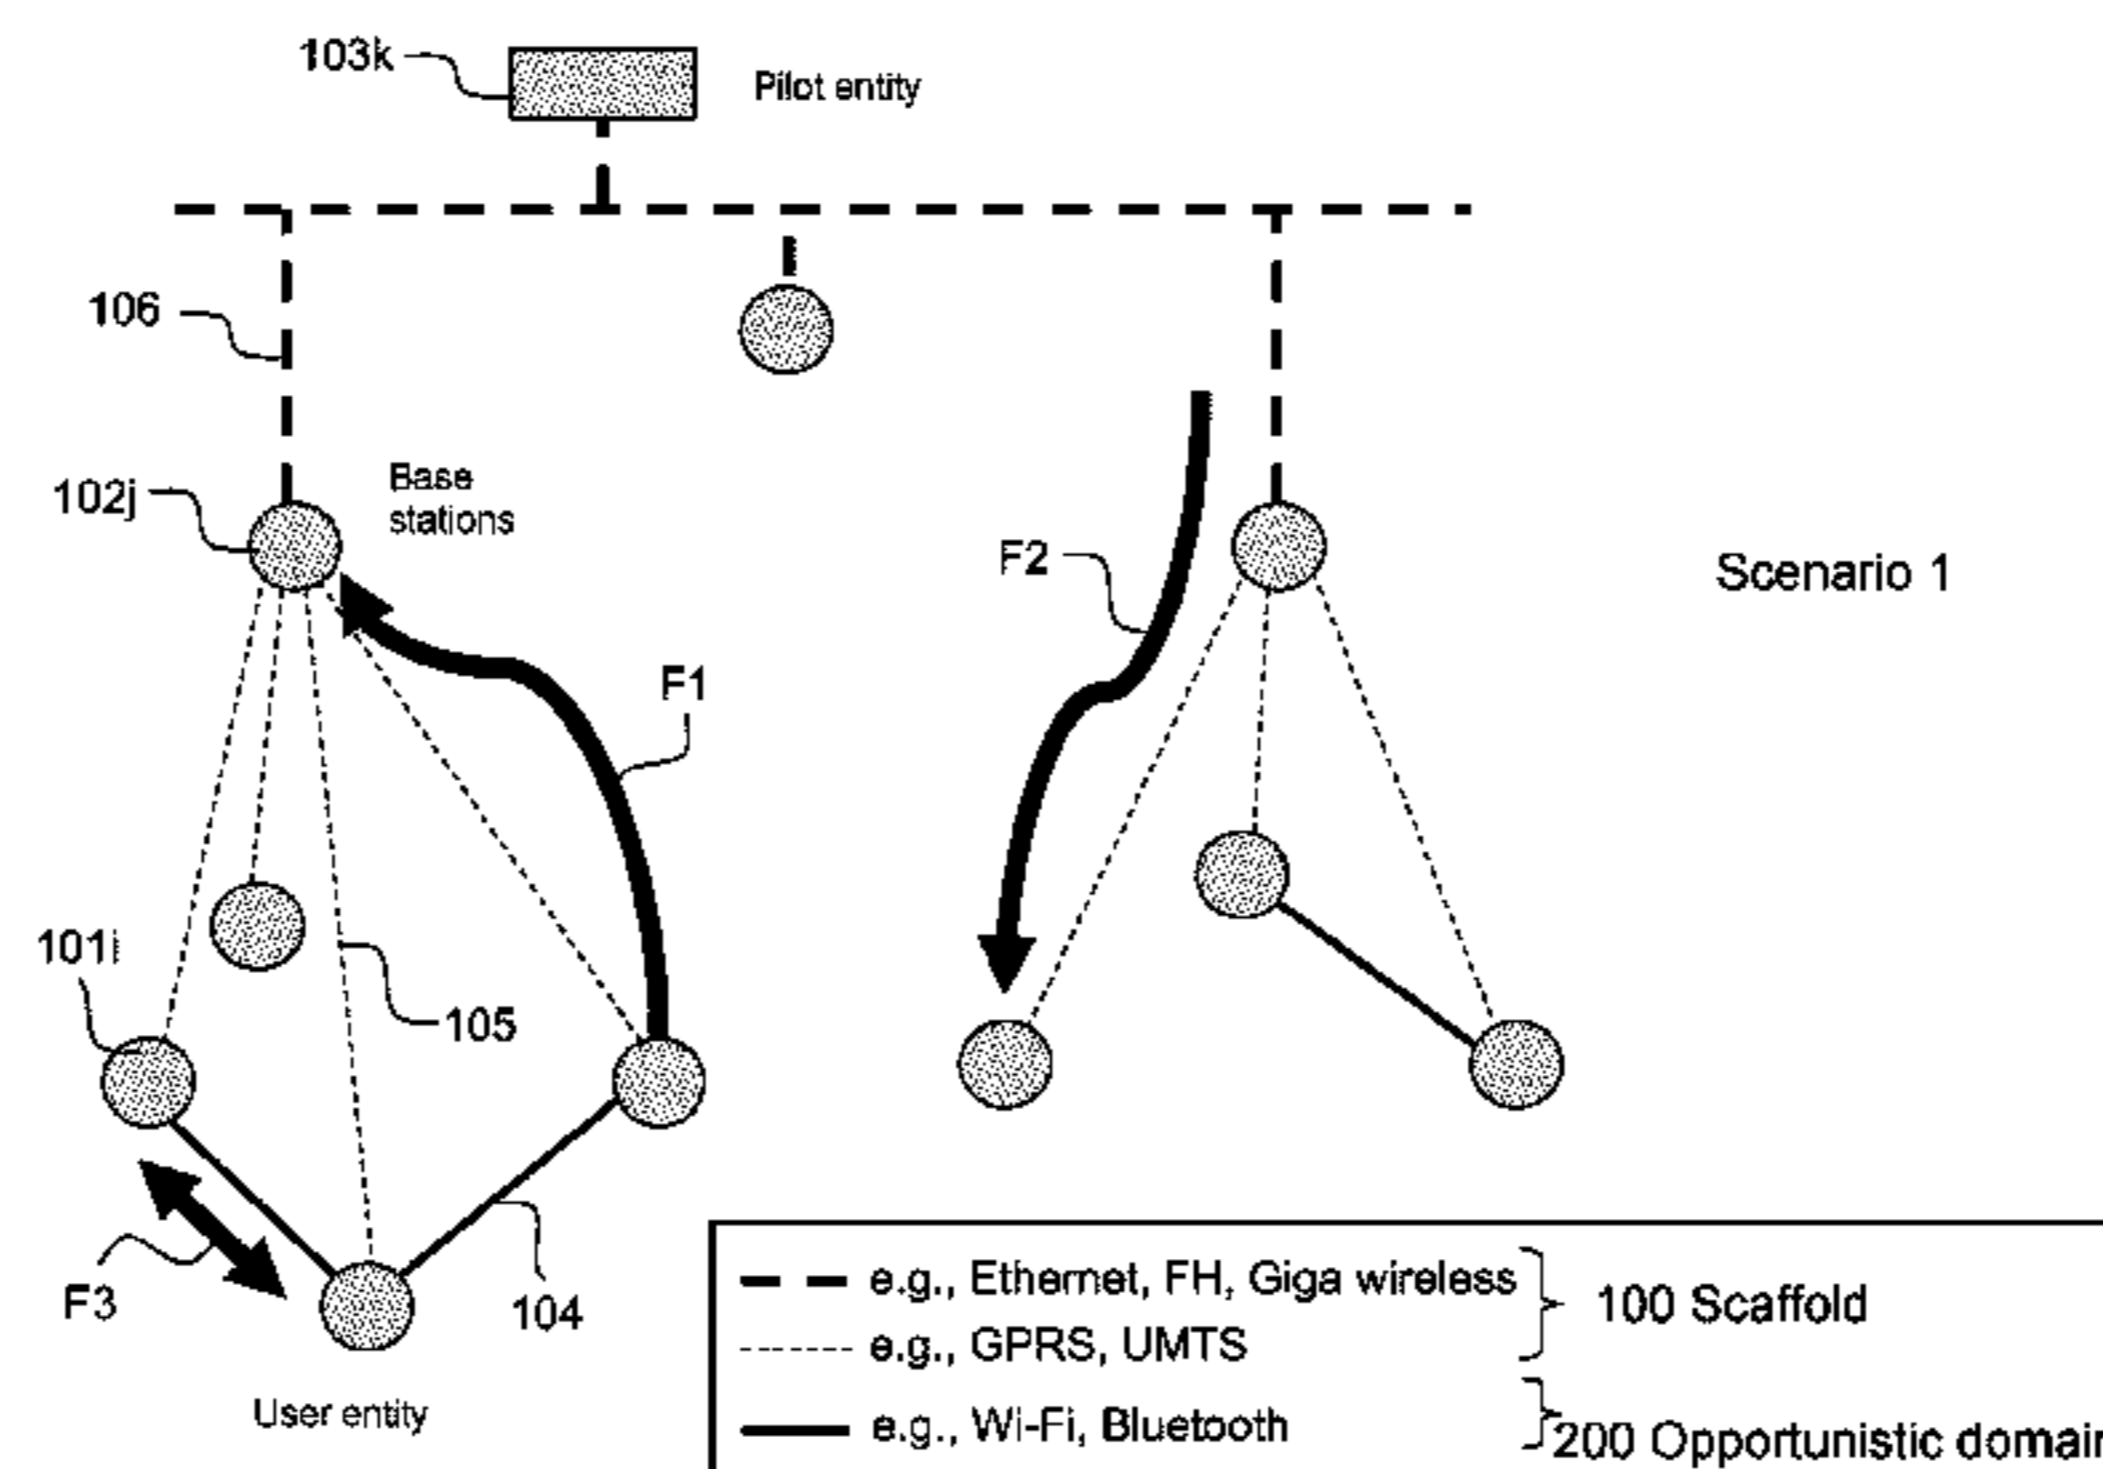 103k
Pilot entity
106
102j
Base
stations
F2
Scenario 1
F1
101i
105
F3
104
User entity
e.g., Ethernet, FH, Giga wireless
100 Scaffold
e.g., GPRS, UMTS
e.g., Wi-Fi, Bluetooth
200 Opportunistic domain